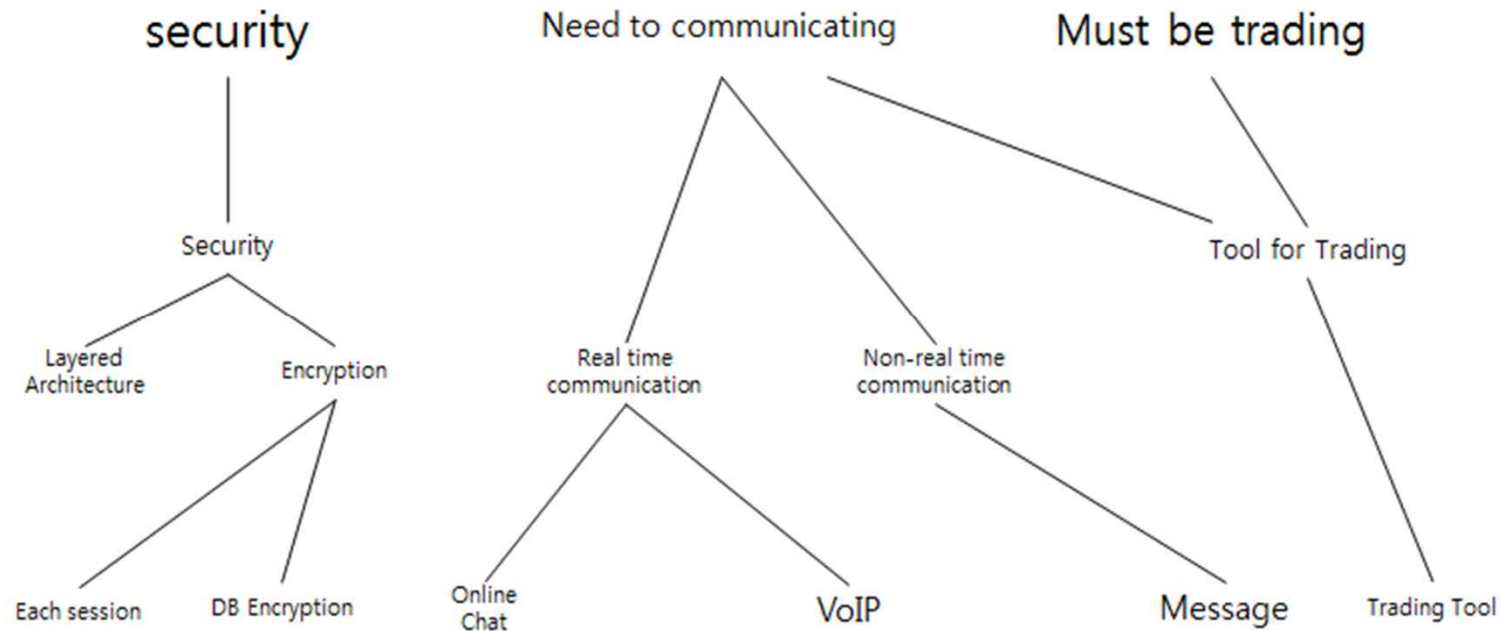 security
Need to communicating
Must be trading
Security
Tool for Trading
Layered
Architecture
Encryption
Real time
communication
Non-real time
communication
Each session
DB Encryption
Online
Chat
VoIP
Message
Trading Tool